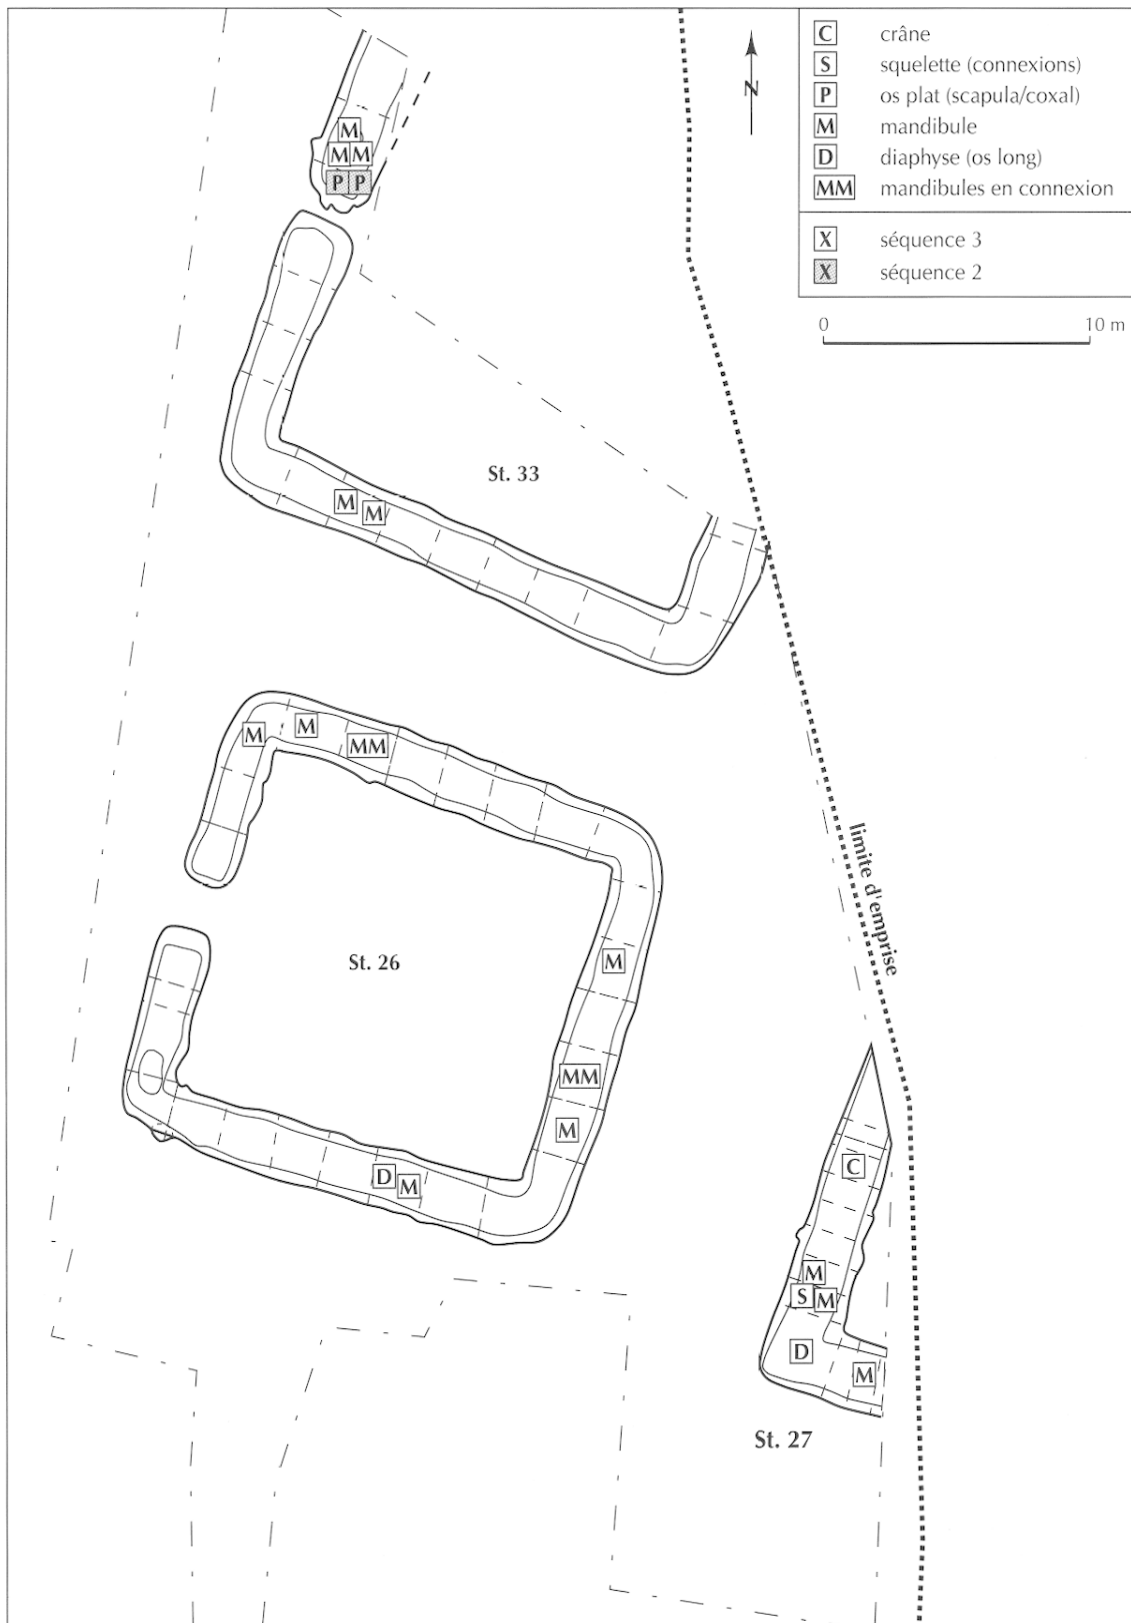 C crâne
S squelette (connexions)
P os plat (scapula/coxal)
M mandibule
D diaphyse (os long)
MM mandibules en connexion
X séquence 3
X séquence 2
N
0 10 m
M
M M
P P
St. 33
M
M
M
M
MM
limite d'emprise
St. 26
M
MM
M
D
M
C
M
S
M
D
M
St. 27